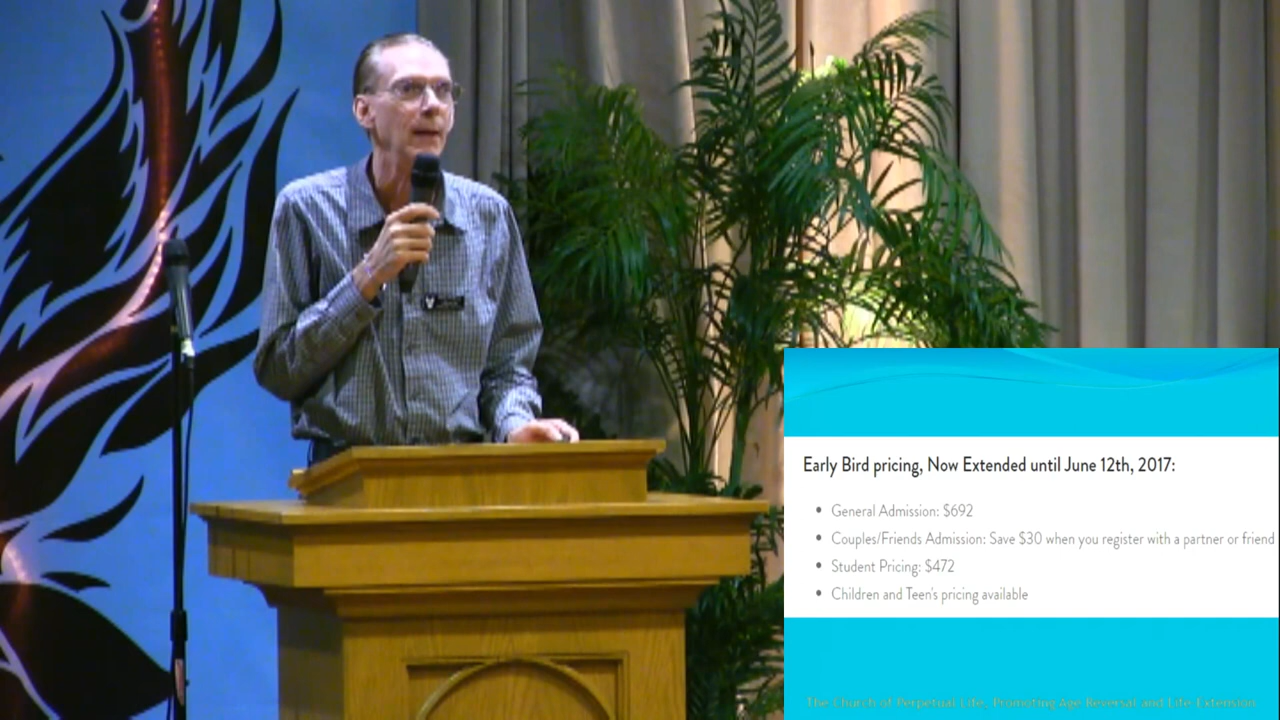 Early Bird pricing, Now Extended until June 12th, 2017:
• General Admission: $692
• Couples/Friends Admission: Save $30 when you register with a partner or friend
• Student Pricing: $472
• Children and Teen's pricing available
The Church of Perpetual Life, Promoting Age Reversal and Life Extension